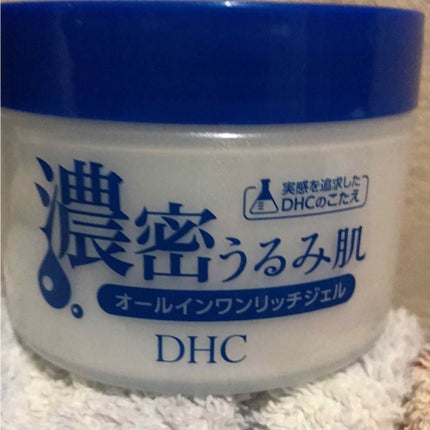 実感を追求した
DHCのこたえ
濃密うるみ肌
オールインワンリッチジェル
DHC